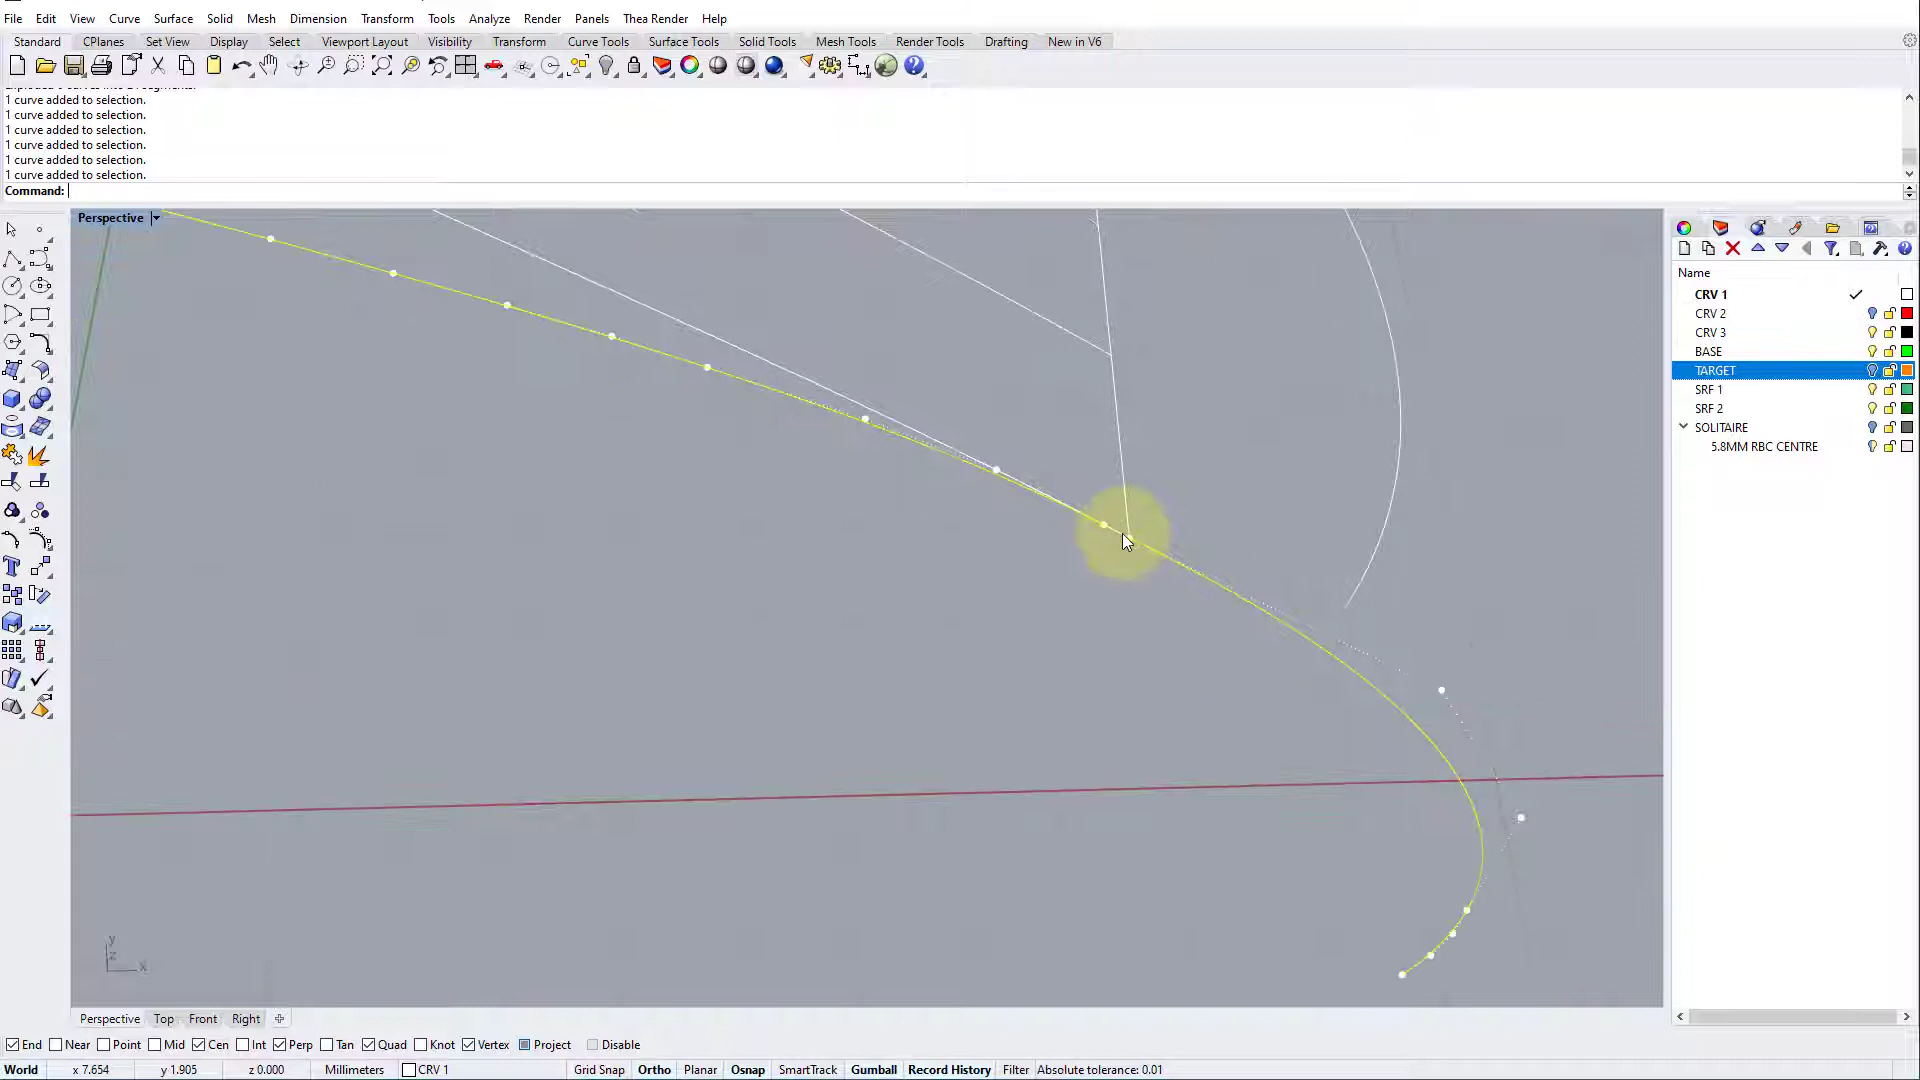 File Edit View Curve Surface Solid Mesh Dimension Transform Tools Analyze Render Panels Thea Render Help
Standard CPlanes Set View Display Select Viewport Layout Visibility Transform Curve Tools Surface Tools Solid Tools Mesh Tools Render Tools Drafting New in V6
1 curve added to selection.
1 curve added to selection.
1 curve added to selection.
1 curve added to selection.
1 curve added to selection.
1 curve added to selection.
Command:
Perspective
Name
CRV 1
CRV 2
CRV 3
BASE
TARGET
SRF 1
SRF 2
SOLITAIRE
5.8MM RBC CENTRE
y
z
x
Perspective Top Front Right
End Near Point Mid Cen Int Perp Tan Quad Knot Vertex Project Disable
World x 7.654 y 1.905 z 0.000 Millimeters CRV 1 Grid Snap Ortho Planar Osnap SmartTrack Gumball Record History Filter Absolute tolerance: 0.01